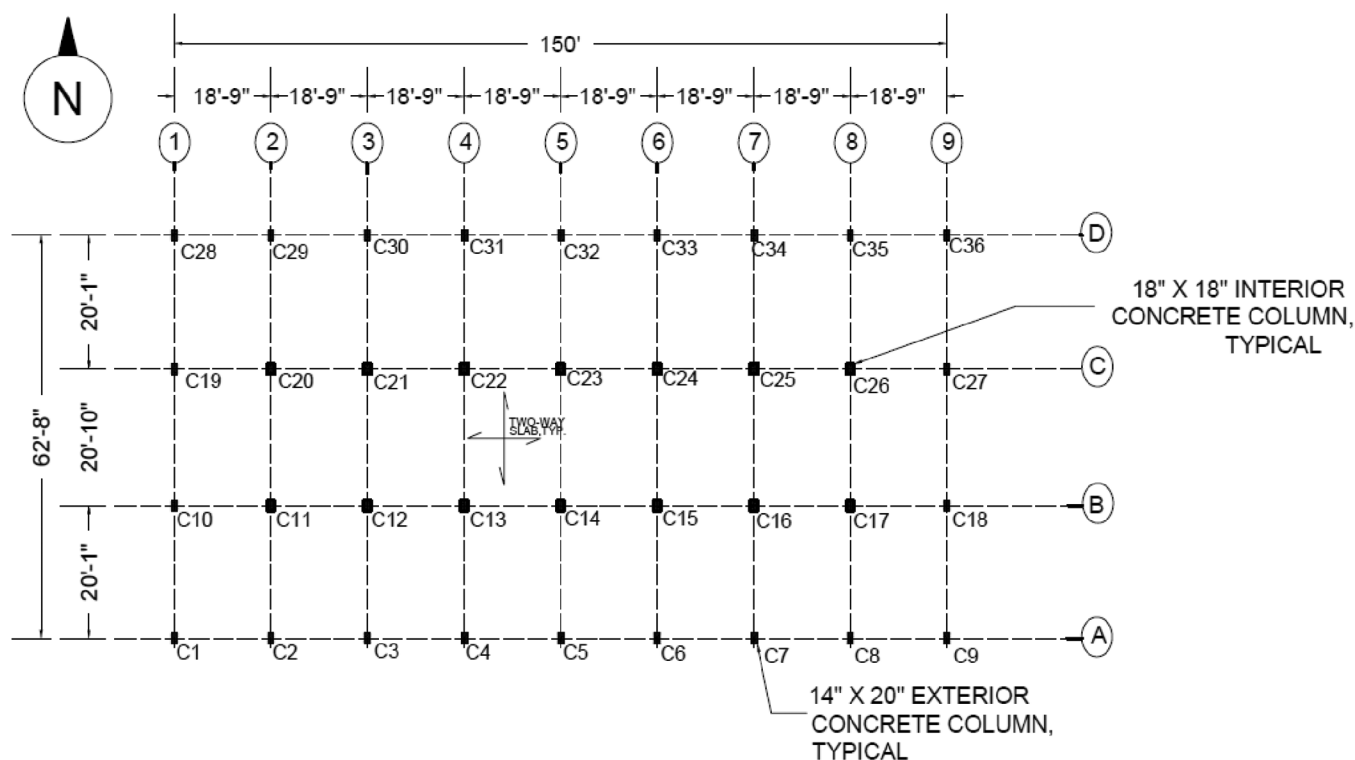 150'
N
18'-9" 18'-9" 18'-9" 18'-9" 18'-9" 18'-9" 18'-9" 18'-9"
1 2 3 4 5 6 7 8 9
D
C28 C29 C30 C31 C32 C33 C34 C35 C36
20'-1"
18" X 18" INTERIOR
CONCRETE COLUMN,
TYPICAL
C
C19 C20 C21 C22 C23 C24 C25 C26 C27
62'-8"
20'-10"
TWO-WAY
SLAB,TYP.
B
C10 C11 C12 C13 C14 C15 C16 C17 C18
20'-1"
A
C1 C2 C3 C4 C5 C6 C7 C8 C9
14" X 20" EXTERIOR
CONCRETE COLUMN,
TYPICAL